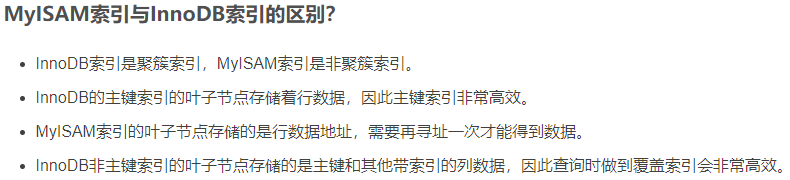 MyISAM索引与InnoDB索引的区别？
InnoDB索引是聚簇索引，MyISAM索引是非聚簇索引。
InnoDB的主键索引的叶子节点存储着行数据，因此主键索引非常高效。
MyISAM索引的叶子节点存储的是行数据地址，需要再寻址一次才能得到数据。
InnoDB非主键索引的叶子节点存储的是主键和其他带索引的列数据，因此查询时做到覆盖索引会非常高效。